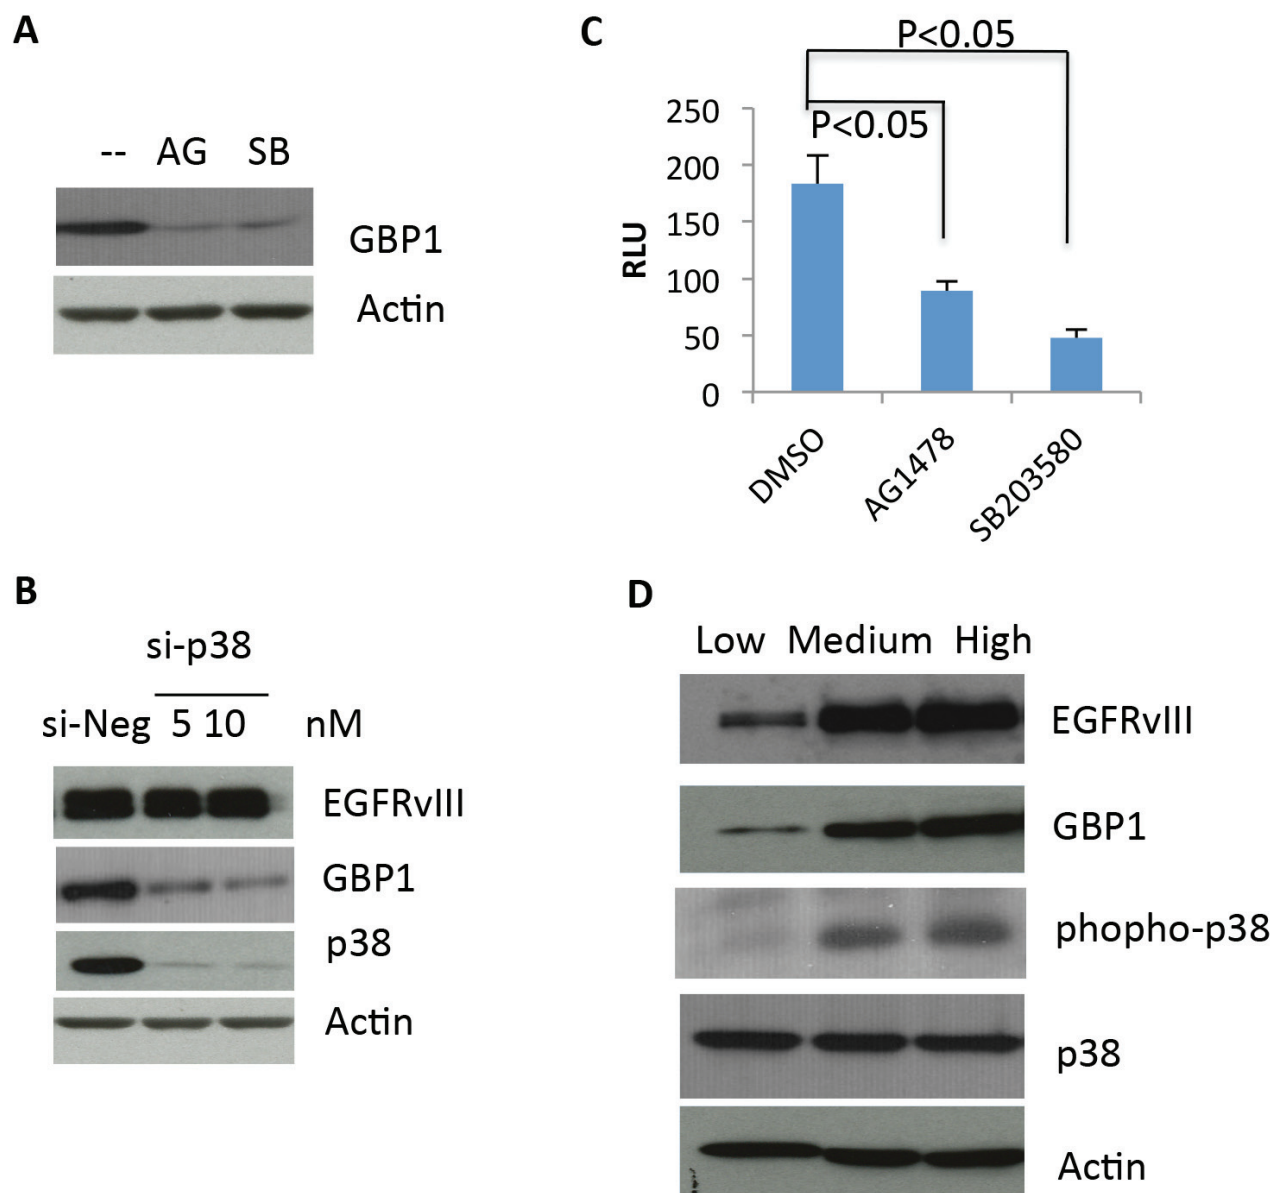 A
-- AG SB
GBP1
Actin
C
P<0.05
P<0.05
250
200
150
100
50
0
RLU
DMSO
AG1478
SB203580
B
si-p38
si-Neg 5 10 nM
EGFRvIII
GBP1
p38
Actin
D
Low Medium High
EGFRvIII
GBP1
phopho-p38
p38
Actin